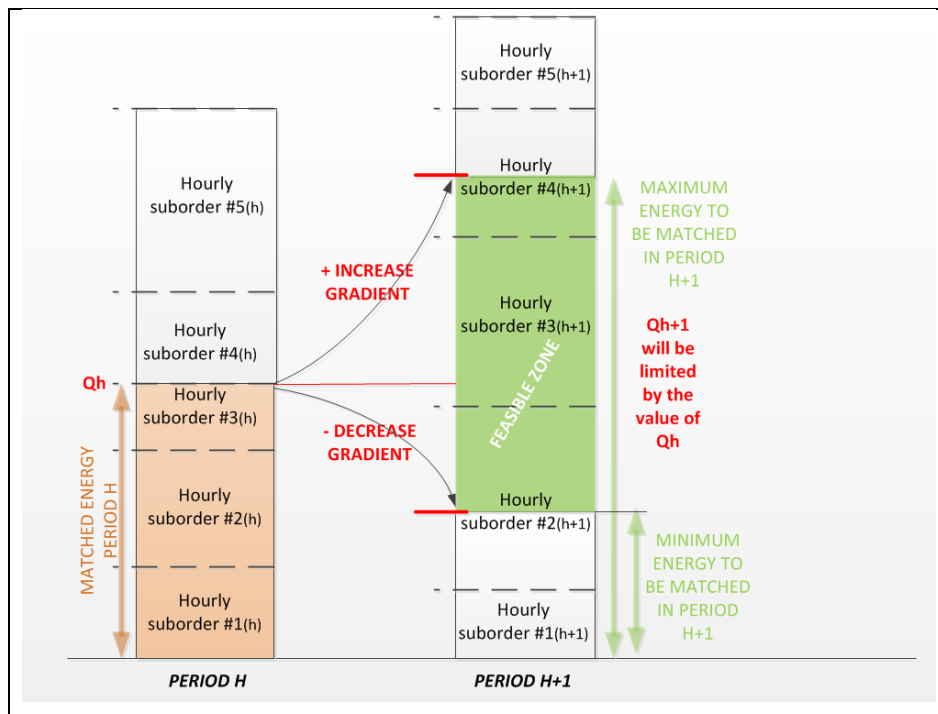 Hourly
suborder #5(h+1)
Hourly
suborder #5(h)
Hourly
suborder #4(h+1)
MAXIMUM
ENERGY TO
BE MATCHED
IN PERIOD
H+1
+ INCREASE
GRADIENT
Hourly
suborder #3(h+1)
Hourly
suborder #4(h)
Qh+1
will be
limited
by the
value of
Qh
Qh
Hourly
suborder #3(h)
FEASIBLE ZONE
- DECREASE
GRADIENT
MATCHED ENERGY
PERIOD H
Hourly
suborder #2(h)
Hourly
suborder #2(h+1)
MINIMUM
ENERGY TO
BE MATCHED
IN PERIOD
H+1
Hourly
suborder #1(h)
Hourly
suborder #1(h+1)
PERIOD H
PERIOD H+1